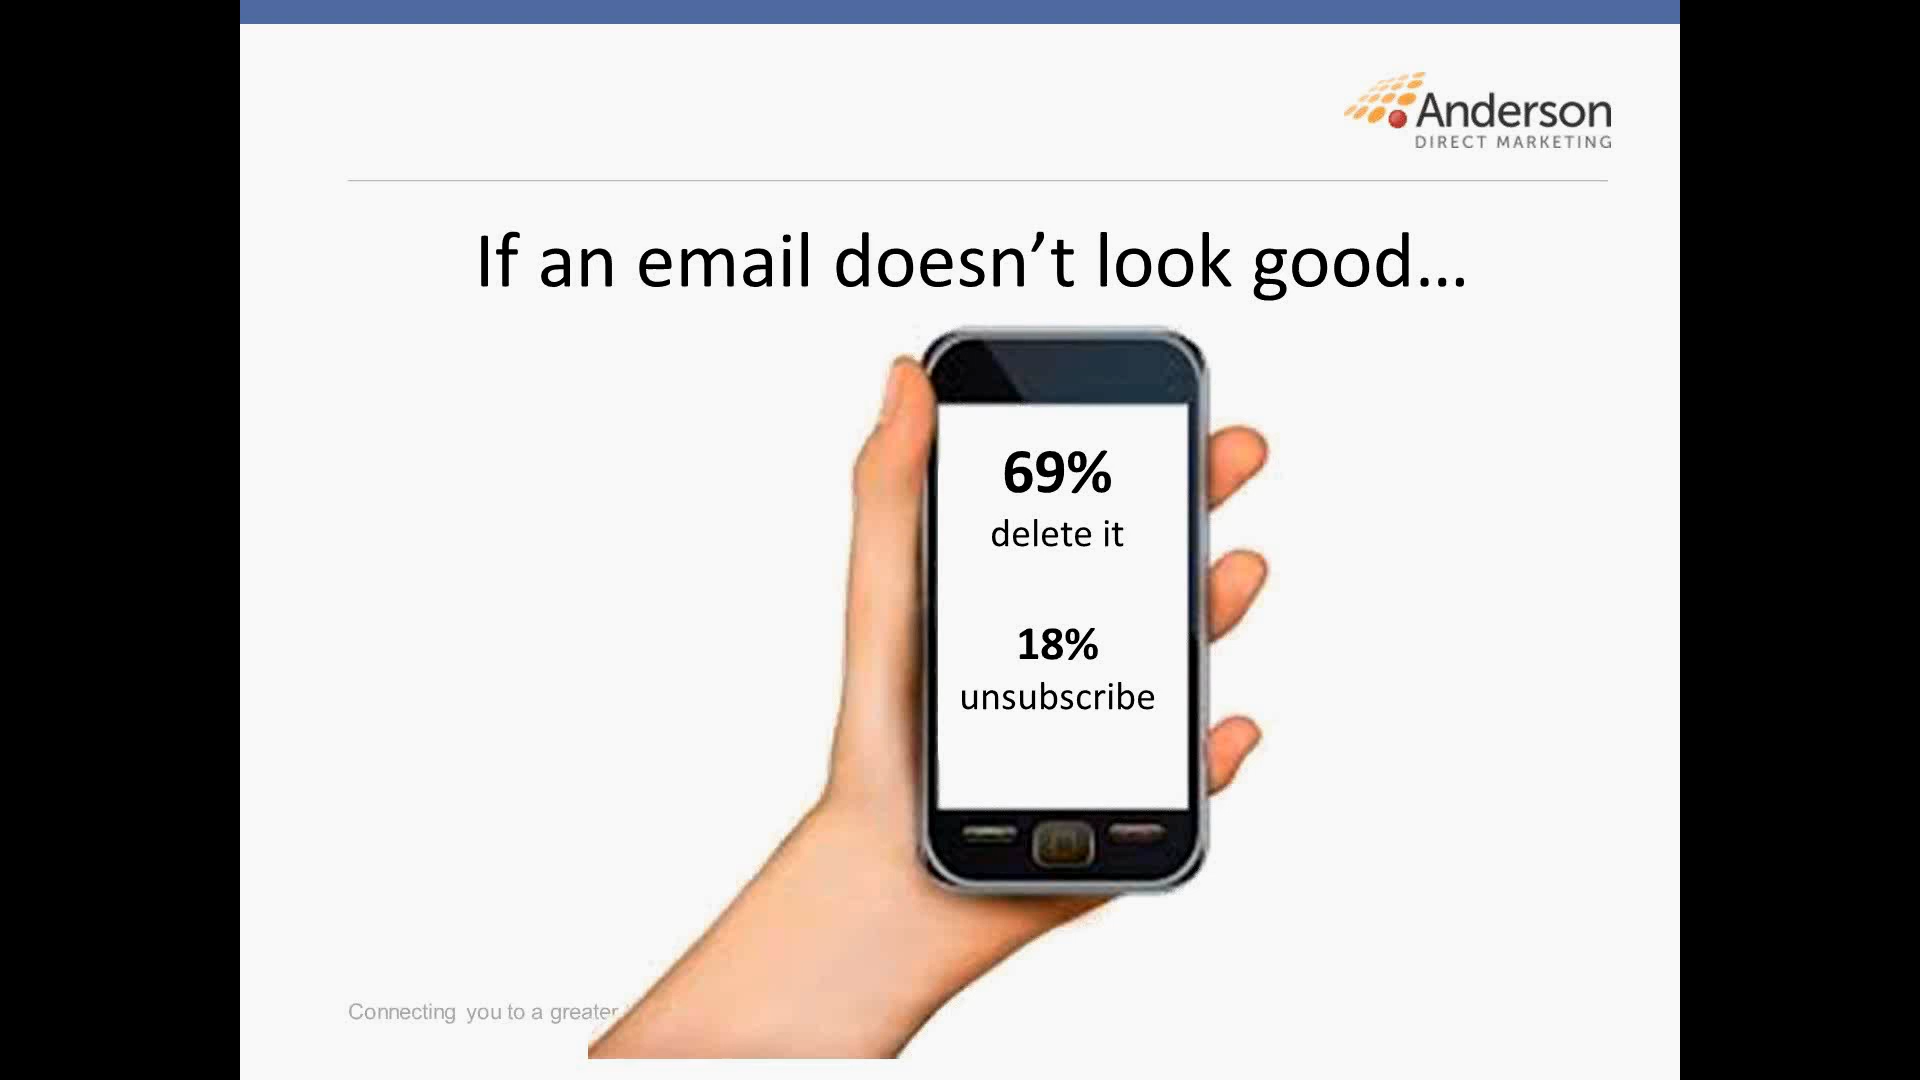 Anderson
DIRECT MARKETING
If an email doesn’t look good…
69%
delete it
18%
unsubscribe
Connecting you to a greater